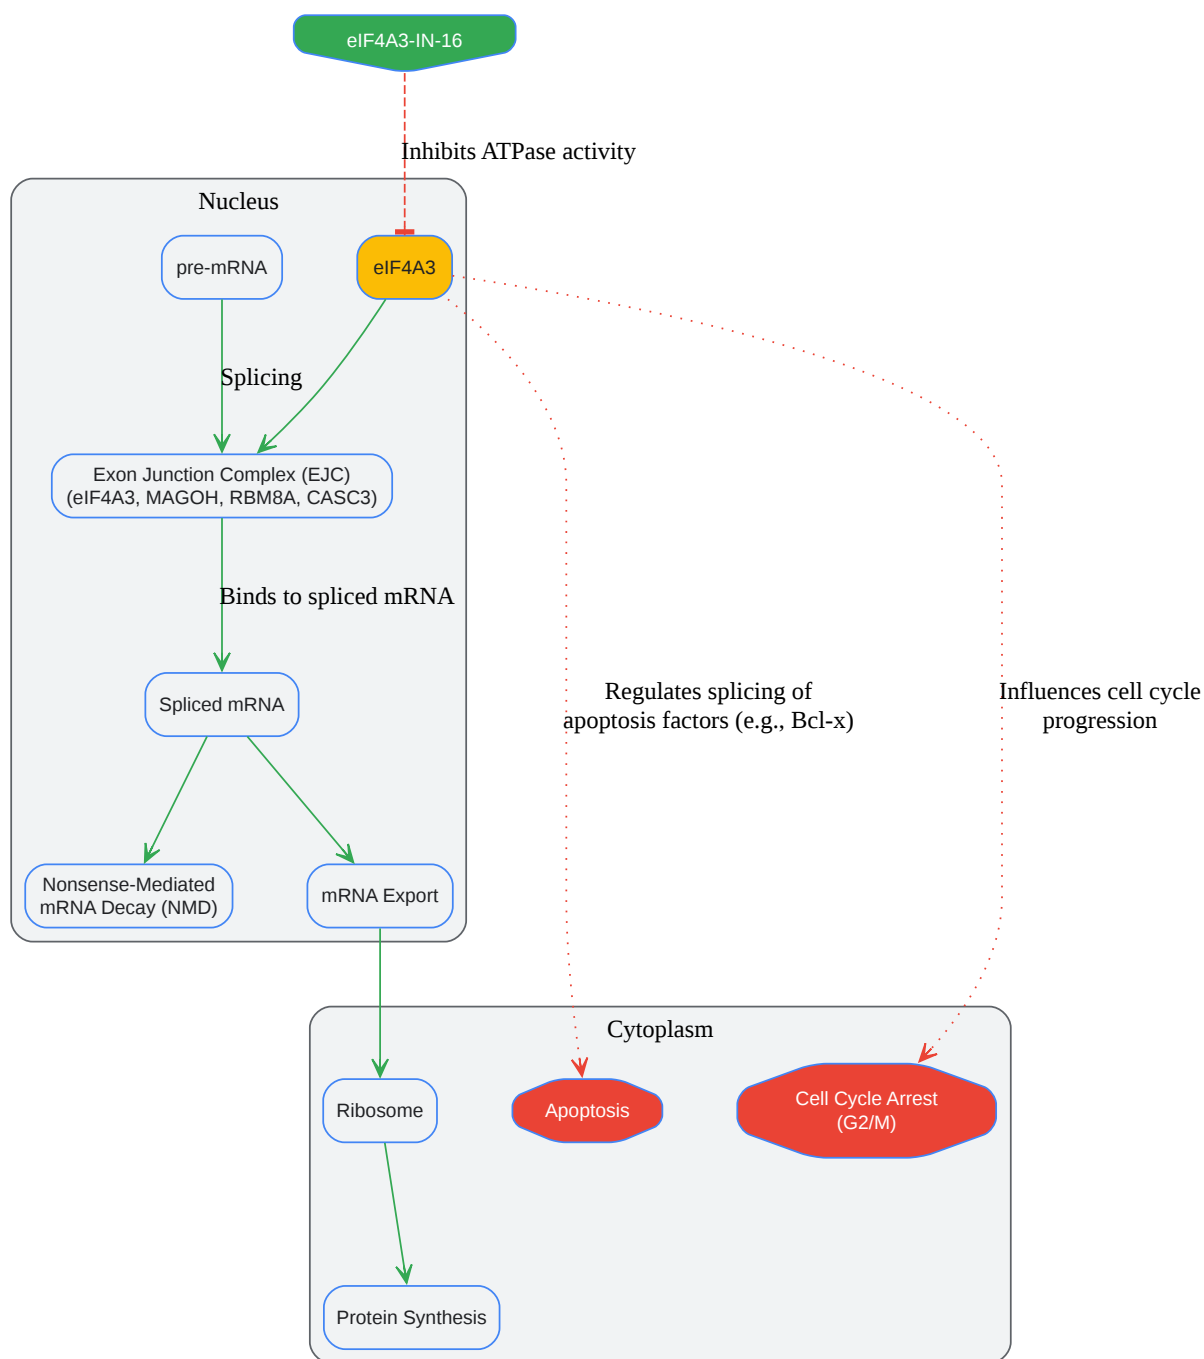 eIF4A3-IN-16
Inhibits ATPase activity
Nucleus
pre-mRNA
eIF4A3
Splicing
Exon Junction Complex (EJC)
(eIF4A3, MAGOH, RBM8A, CASC3)
Binds to spliced mRNA
Spliced mRNA
Regulates splicing of
apoptosis factors (e.g., Bcl-x)
Influences cell cycle
progression
Nonsense-Mediated
mRNA Decay (NMD)
mRNA Export
Cytoplasm
Ribosome
Apoptosis
Cell Cycle Arrest
(G2/M)
Protein Synthesis